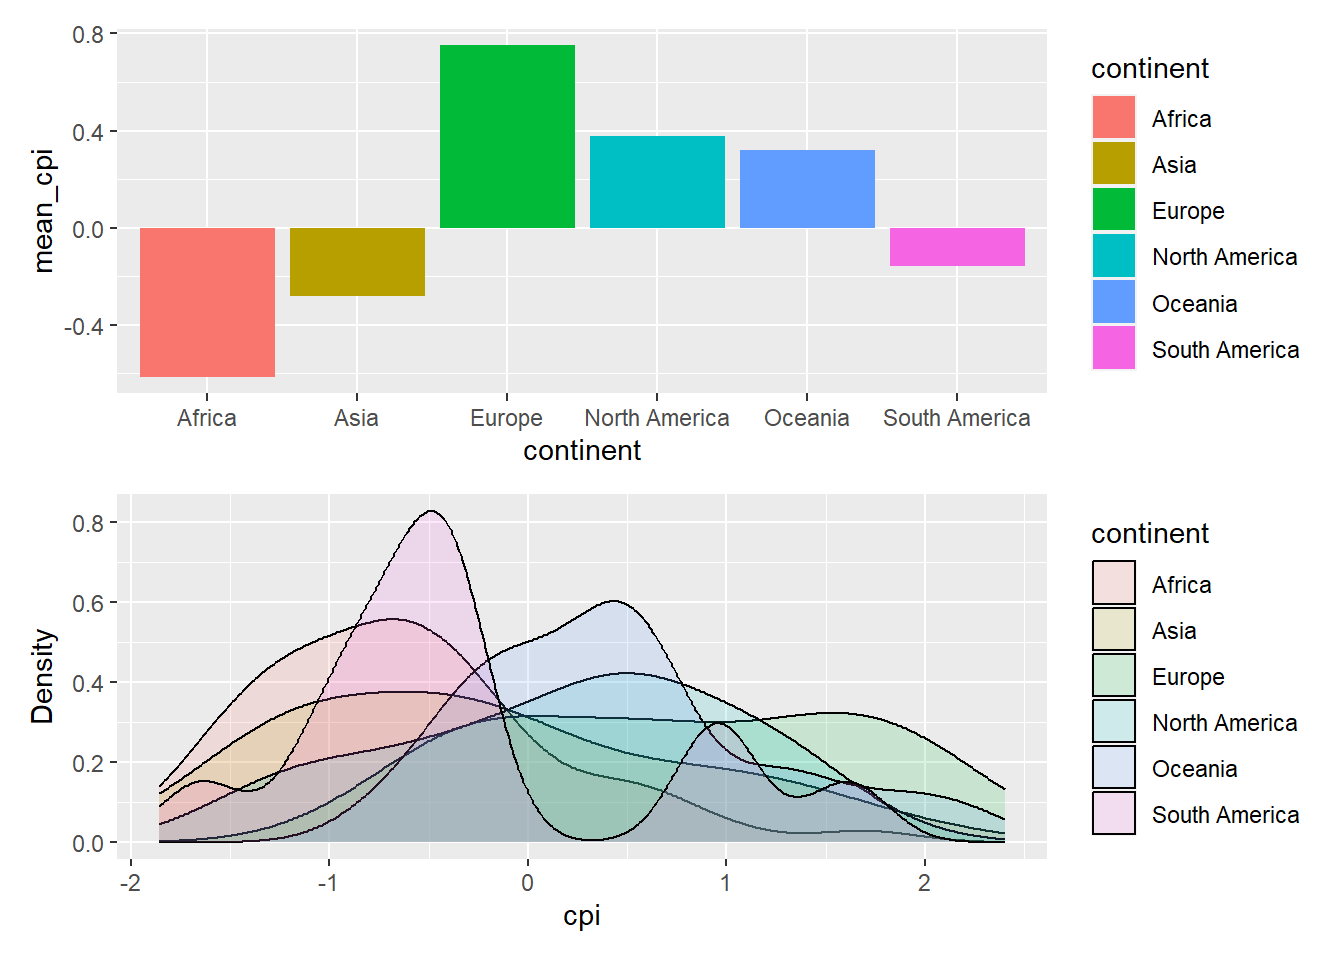 0.8
0.4
0.0
-0.4
mean_cpi
Africa Asia Europe North America Oceania South America
continent
continent
Africa
Asia
Europe
North America
Oceania
South America
0.8
0.6
0.4
0.2
0.0
Density
-2 -1 0 1 2
cpi
continent
Africa
Asia
Europe
North America
Oceania
South America